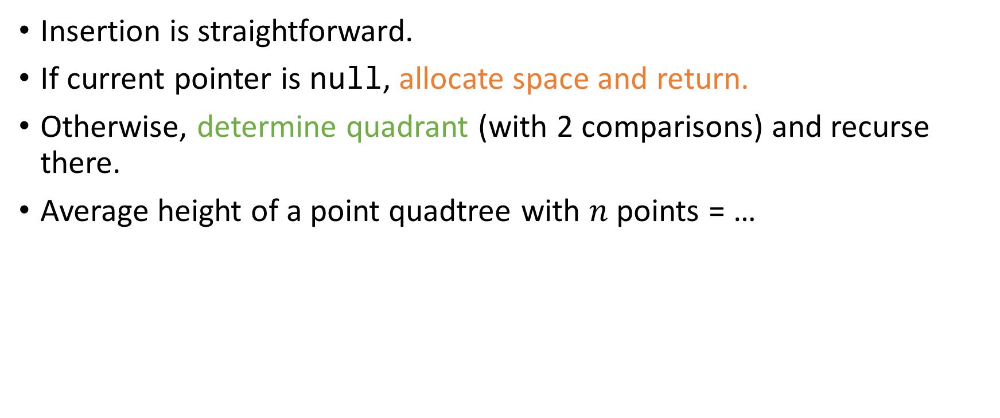 • Insertion is straightforward.
• If current pointer is null, allocate space and return.
• Otherwise, determine quadrant (with 2 comparisons) and recurse
there.
• Average height of a point quadtree with 𝑛 points = …